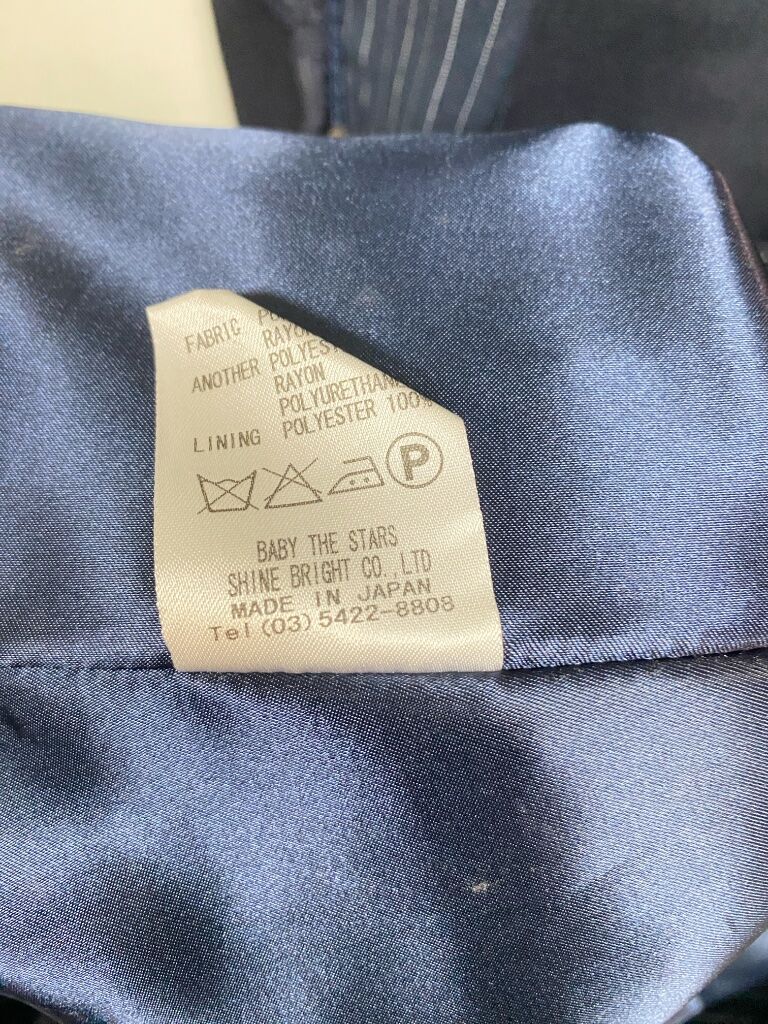 FABRIC
ANOTHER
RAYON
POLYESTER 100%
LINING
P
BABY THE STARS
SHINE BRIGHT CO. LTD
MADE IN JAPAN
Tel (03) 5422-8808